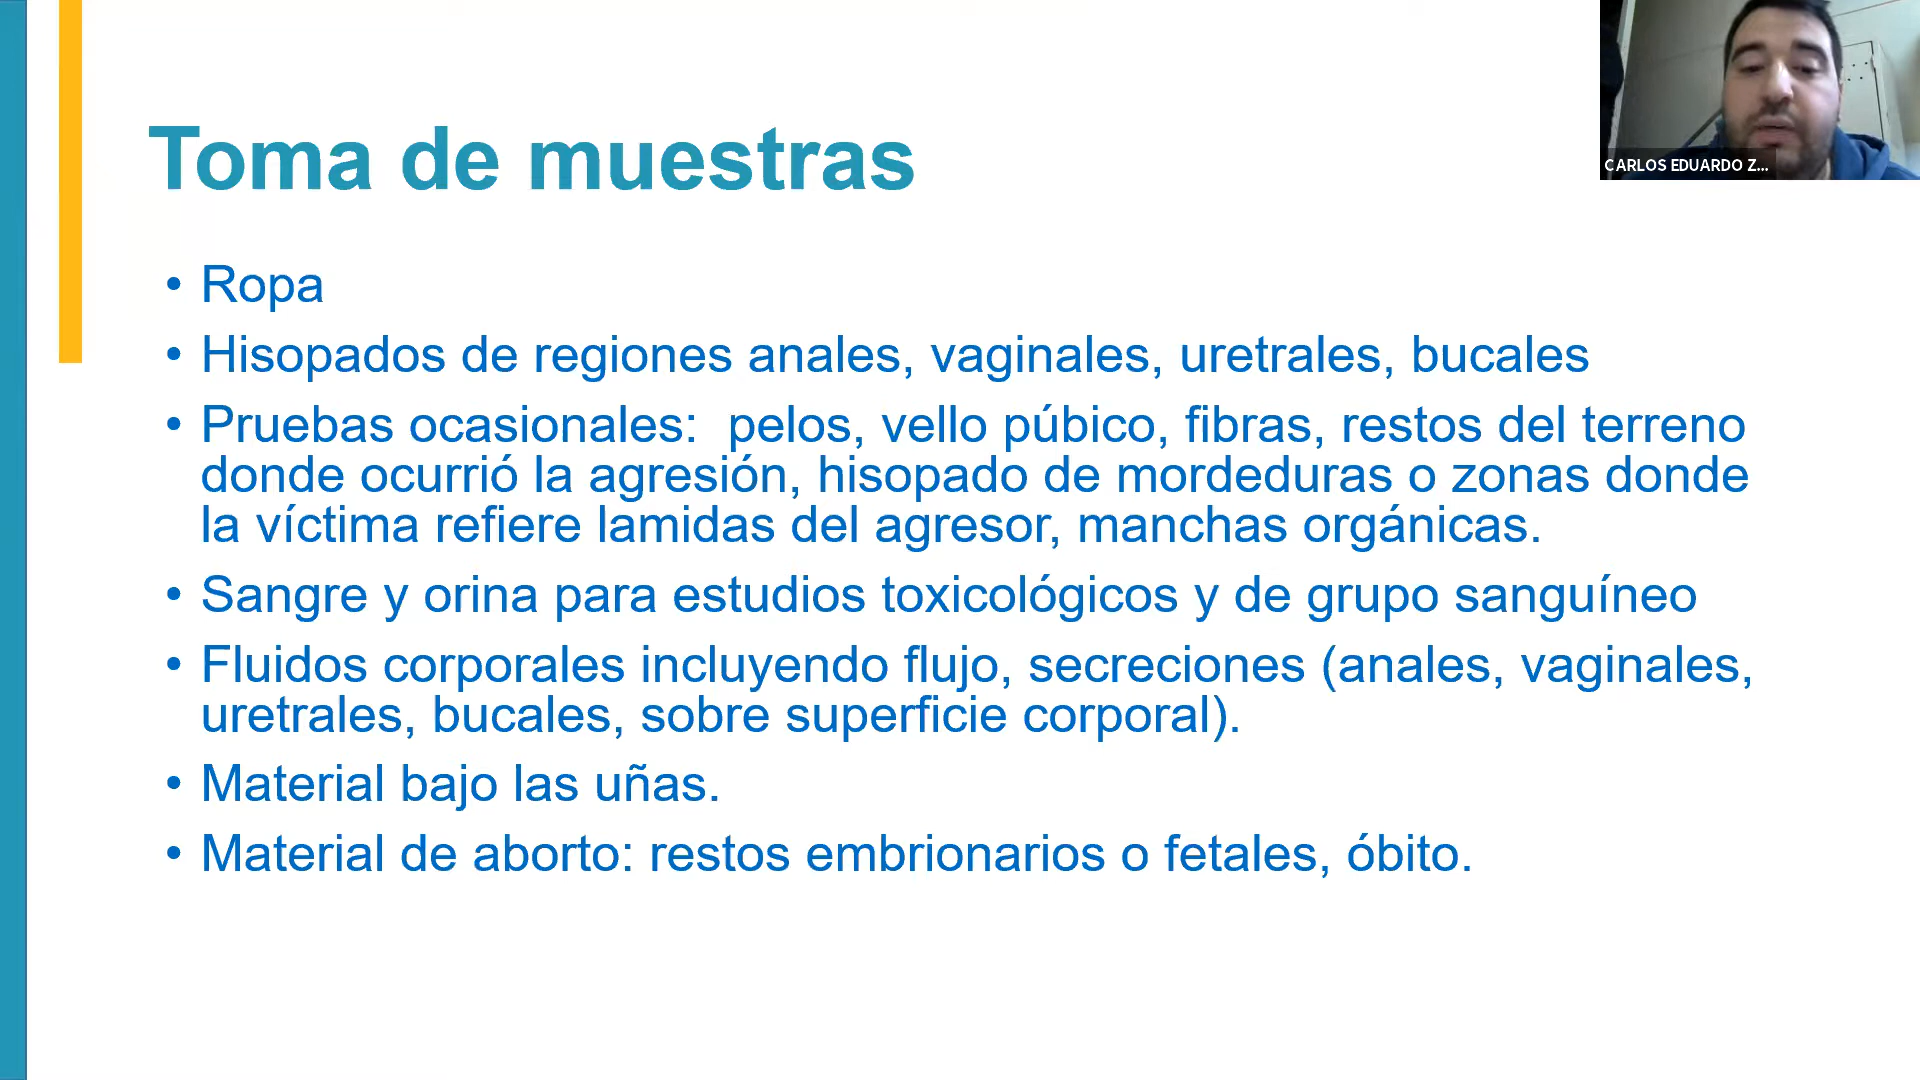 CARLOS EDUARDO Z...
Toma de muestras
• Ropa
• Hisopados de regiones anales, vaginales, uretrales, bucales
• Pruebas ocasionales:  pelos, vello púbico, fibras, restos del terreno
donde ocurrió la agresión, hisopado de mordeduras o zonas donde
la víctima refiere lamidas del agresor, manchas orgánicas.
• Sangre y orina para estudios toxicológicos y de grupo sanguíneo
• Fluidos corporales incluyendo flujo, secreciones (anales, vaginales,
uretrales, bucales, sobre superficie corporal).
• Material bajo las uñas.
• Material de aborto: restos embrionarios o fetales, óbito.